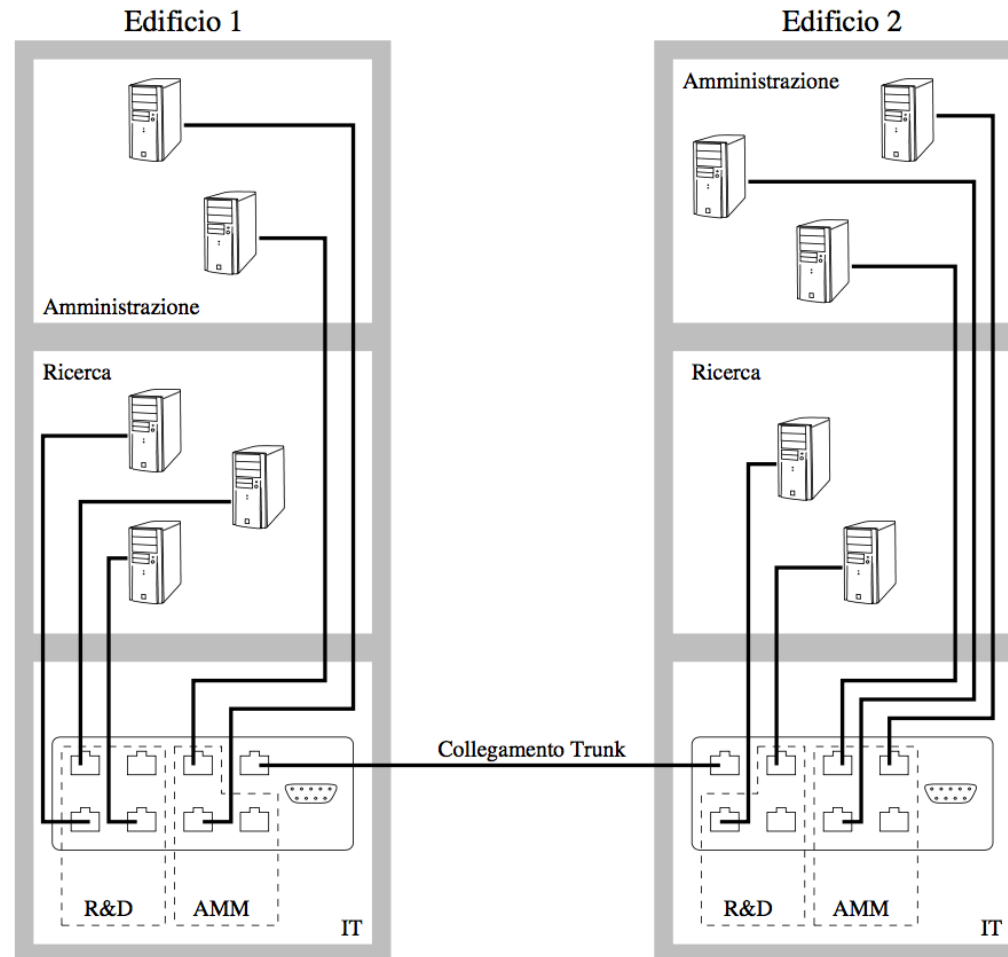 Edificio 1
Edificio 2
Amministrazione
Amministrazione
Ricerca
Ricerca
Collegamento Trunk
R&D
AMM
IT
R&D
AMM
IT